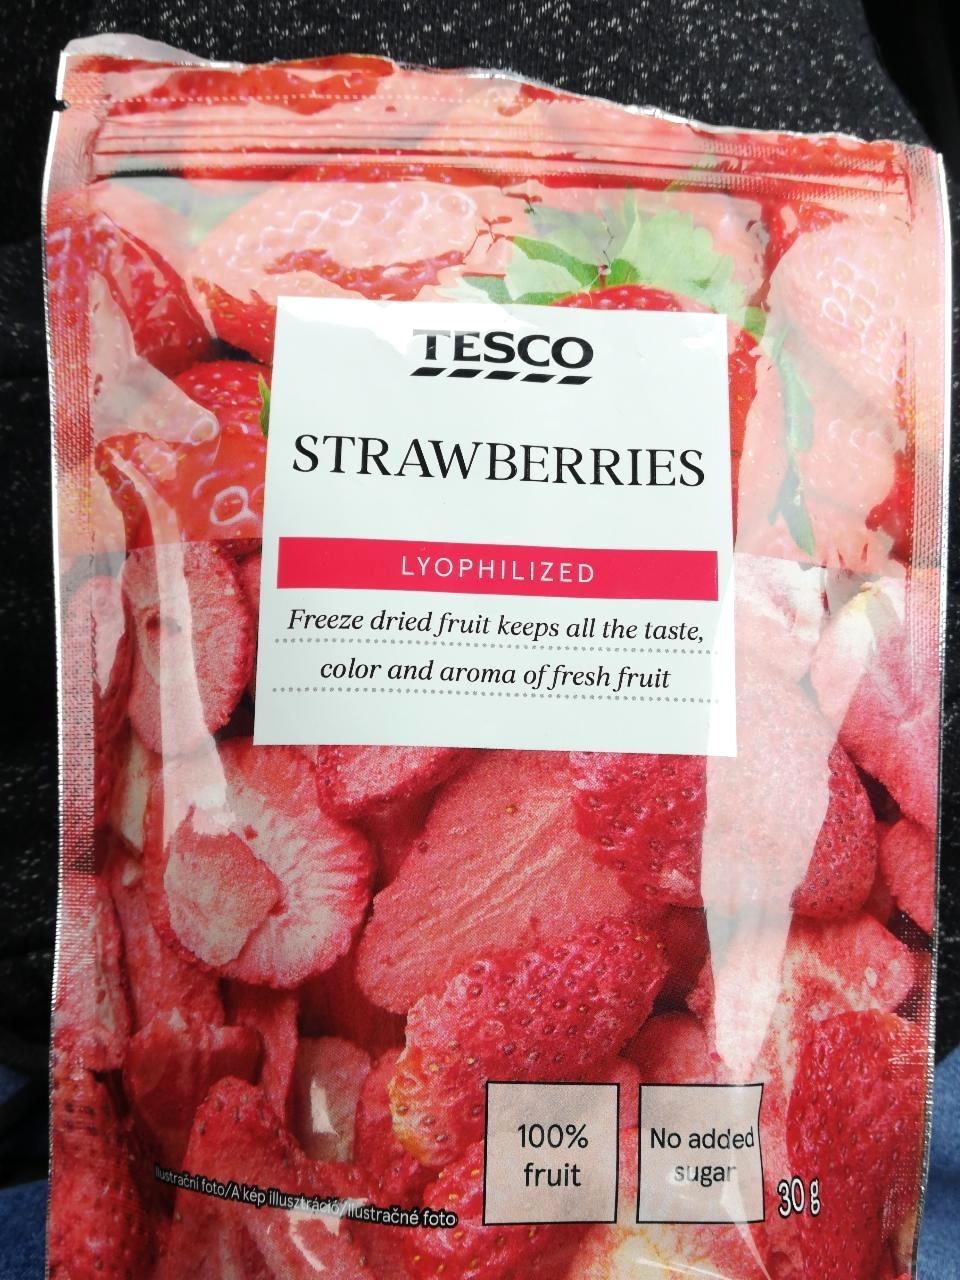 TESCO
STRAWBERRIES
LYOPHILIZED
Freeze dried fruit keeps all the taste,
color and aroma of fresh fruit
100%
fruit
No added
sugar
30 g
Ilustrační foto/A kép illusztráció/Ilustračné foto